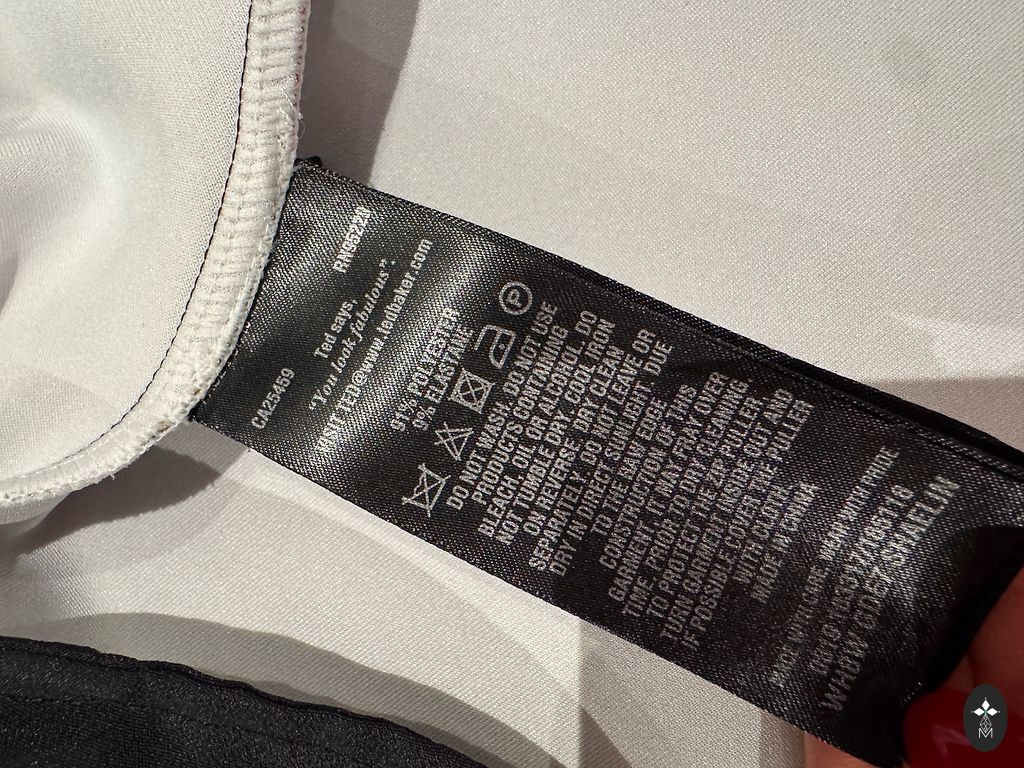 CA25459
RN952220
Ted says,
"You look fabulous".
WRITE TED@www.tedbaker.com
91% POLYESTER
9% ELASTANE
P
DO NOT WASH. DO NOT USE
PRODUCTS CONTAINING
BLEACH, OIL OR ALCOHOL. DO
NOT TUMBLE DRY. COOL IRON
ON REVERSE. DRY CLEAN
SEPARATELY. DO NOT LEAVE OR
DRY IN DIRECT SUNLIGHT. DUE
TO THE RAW EDGE
CONSTRUCTION OF THIS
GARMENT, IT MAY FRAY OVER
TIME. PRIOR TO DRY CLEANING,
TO PROTECT THE ZIP PULLER,
TURN GARMENT INSIDE OUT AND
IF POSSIBLE COVER THE PULLER
WITH CLOTH
MADE IN CHINA
M